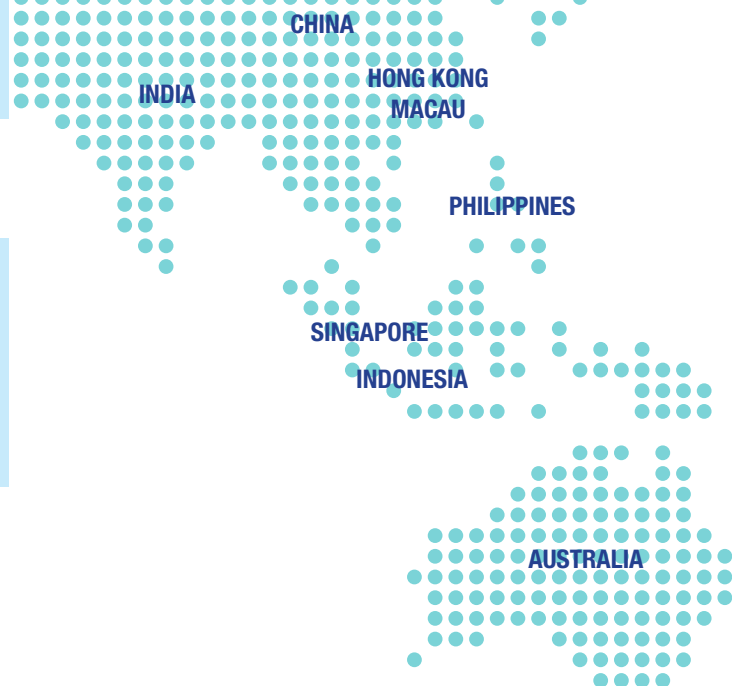 CHINA
HONG KONG
MACAU
INDIA
PHILIPPINES
SINGAPORE
INDONESIA
AUSTRALIA